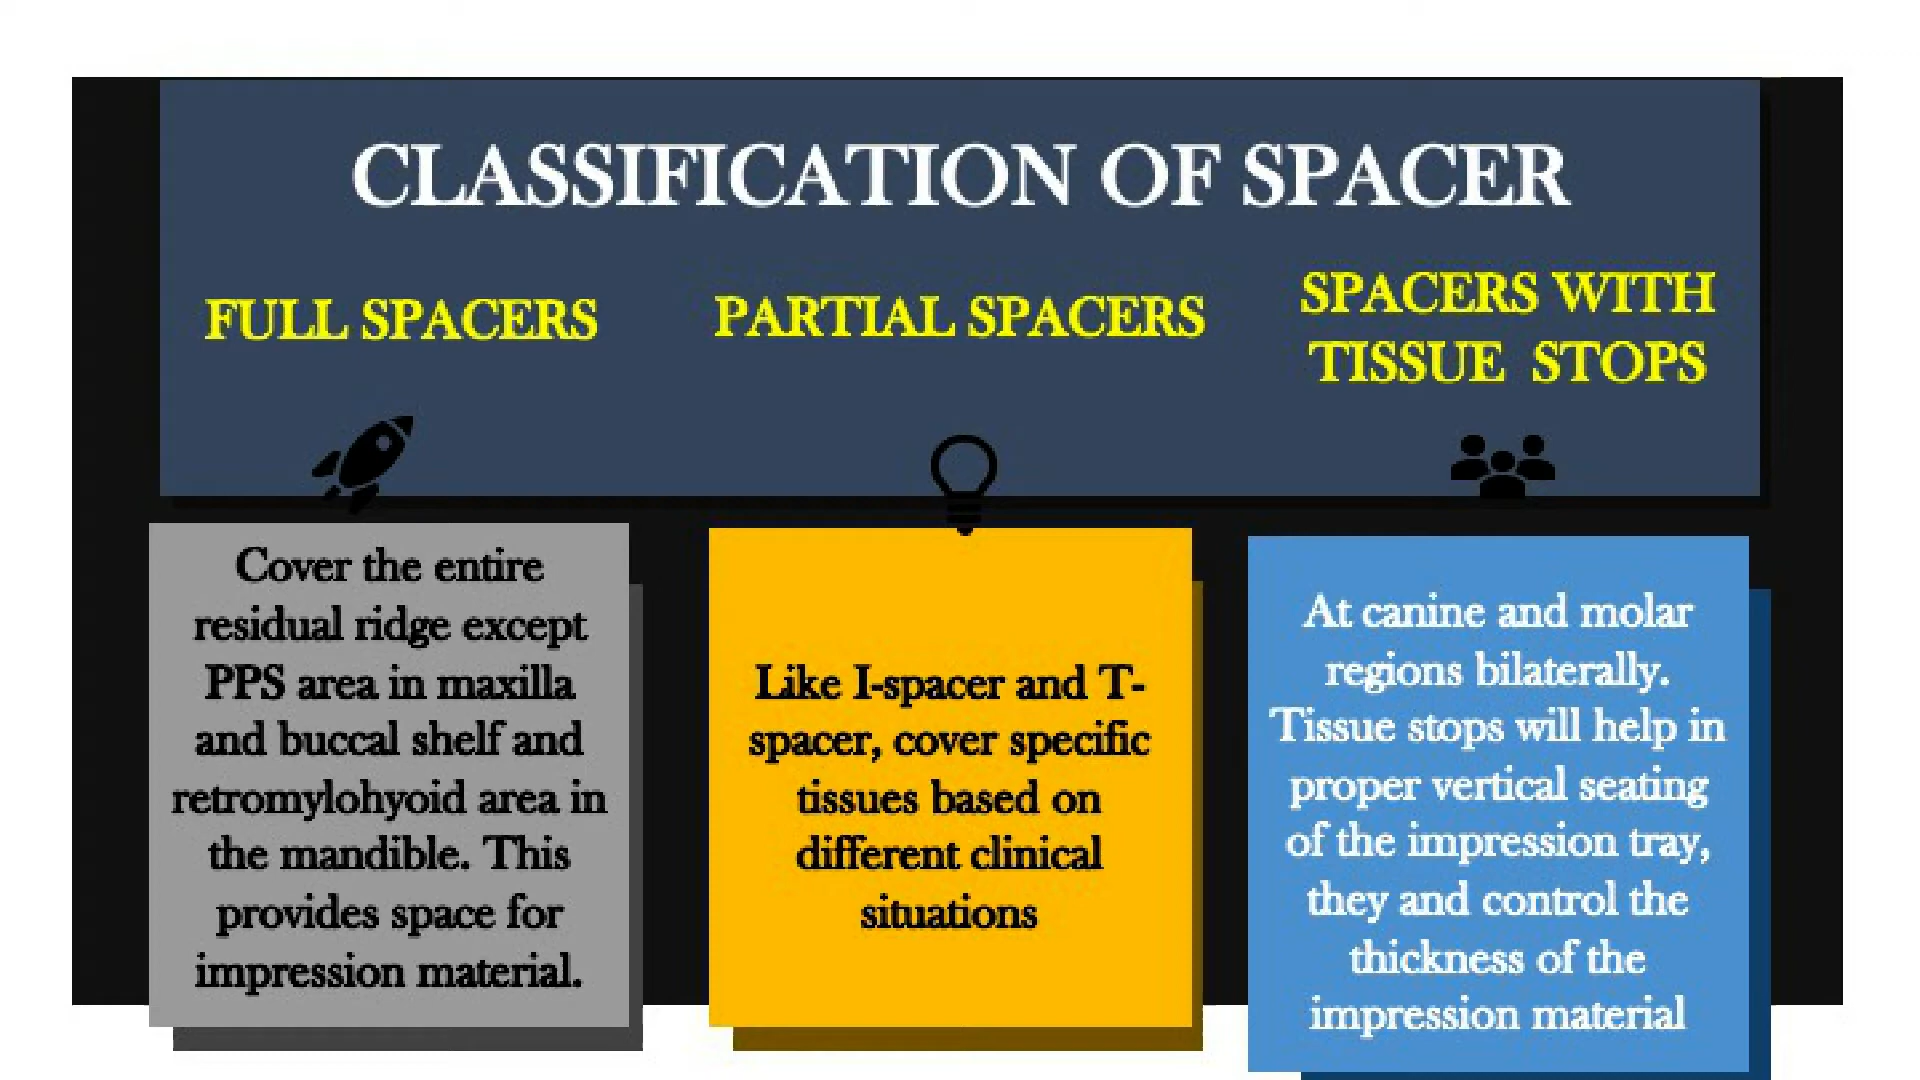 CLASSIFICATION OF SPACER
FULL SPACERS
PARTIAL SPACERS
SPACERS WITH
TISSUE STOPS
Cover the entire
residual ridge except
PPS area in maxilla
and buccal shelf and
retromylohyoid area in
the mandible. This
provides space for
impression material.
Like I-spacer and T-
spacer, cover specific
tissues based on
different clinical
situations
At canine and molar
regions bilaterally.
Tissue stops will help in
proper vertical seating
of the impression tray,
they and control the
thickness of the
impression material